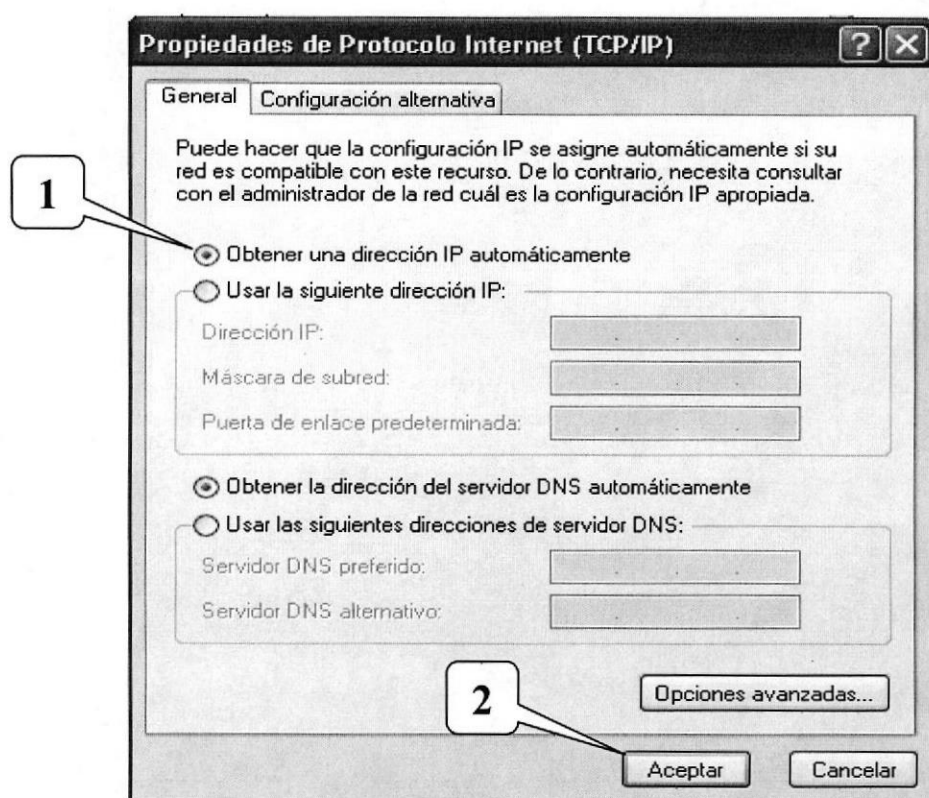 Propiedades de Protocolo Internet (TCP/IP)
General
Configuración alternativa
Puede hacer que la configuración IP se asigne automáticamente si su
red es compatible con este recurso. De lo contrario, necesita consultar
con el administrador de la red cuál es la configuración IP apropiada.
1
Obtener una dirección IP automáticamente
Usar la siguiente dirección IP:
Dirección IP:
Máscara de subred:
Puerta de enlace predeterminada:
Obtener la dirección del servidor DNS automáticamente
Usar las siguientes direcciones de servidor DNS:
Servidor DNS preferido:
Servidor DNS alternativo:
Opciones avanzadas...
2
Aceptar
Cancelar